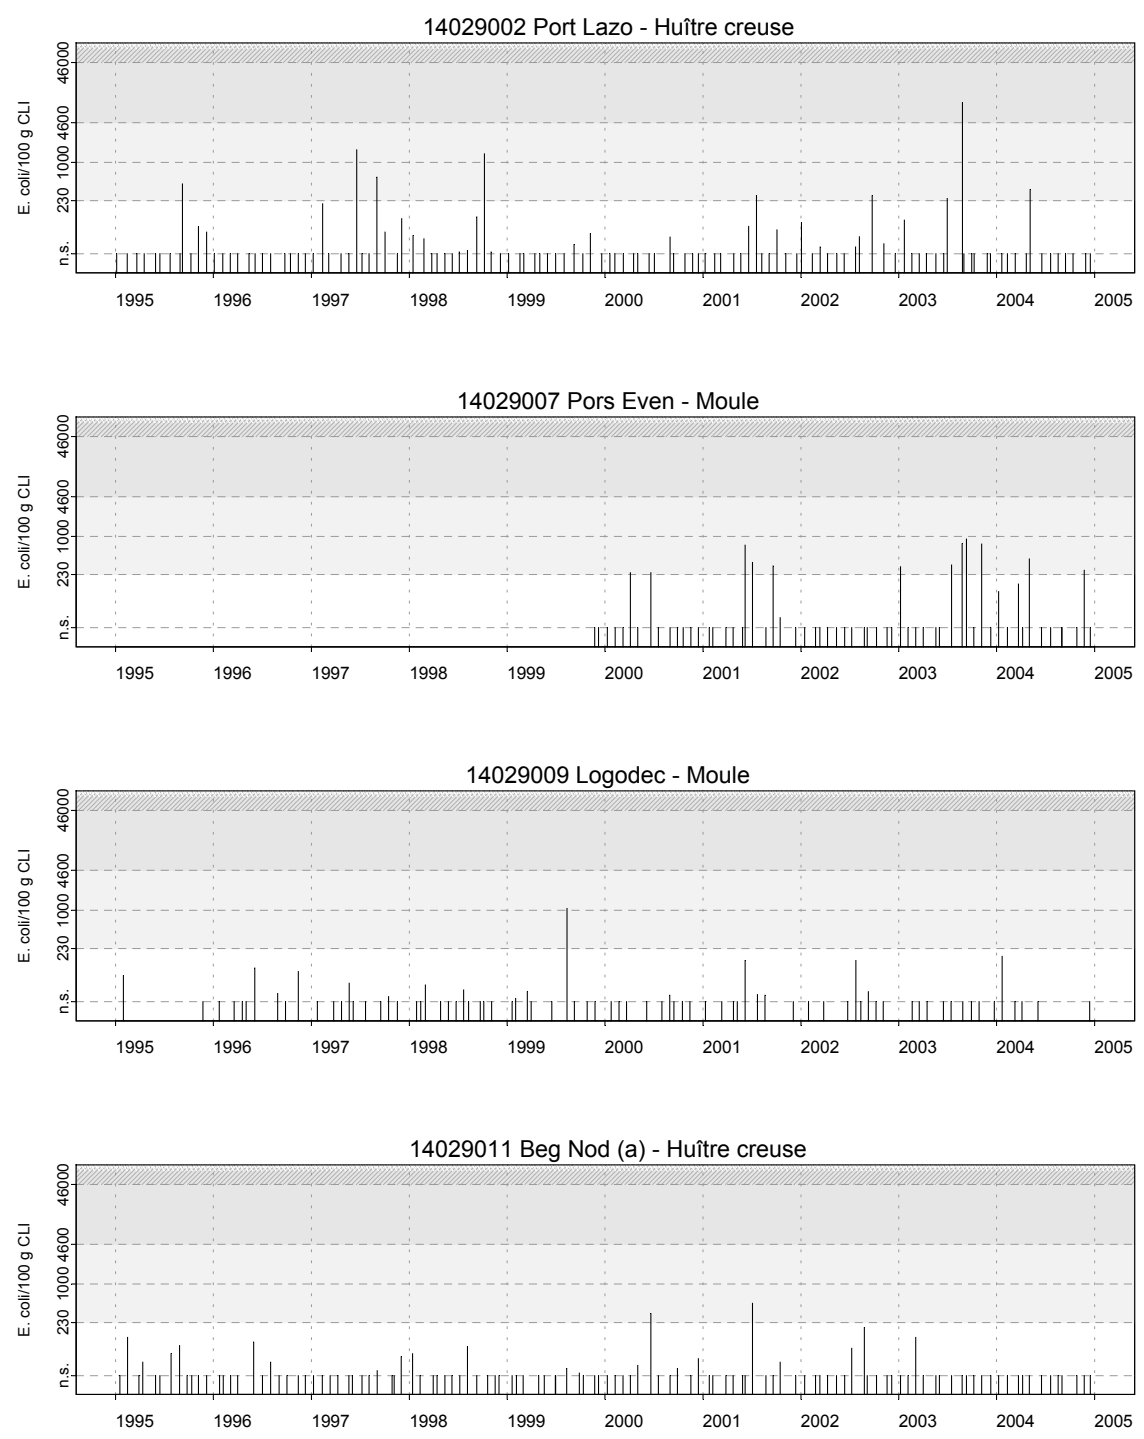 14029002 Port Lazo - Huître creuse
E. coli/100 g CLI
46000
4600
1000
230
n.s.
1995 1996 1997 1998 1999 2000 2001 2002 2003 2004 2005
14029007 Pors Even - Moule
E. coli/100 g CLI
46000
4600
1000
230
n.s.
1995 1996 1997 1998 1999 2000 2001 2002 2003 2004 2005
14029009 Logodec - Moule
E. coli/100 g CLI
46000
4600
1000
230
n.s.
1995 1996 1997 1998 1999 2000 2001 2002 2003 2004 2005
14029011 Beg Nod (a) - Huître creuse
E. coli/100 g CLI
46000
4600
1000
230
n.s.
1995 1996 1997 1998 1999 2000 2001 2002 2003 2004 2005